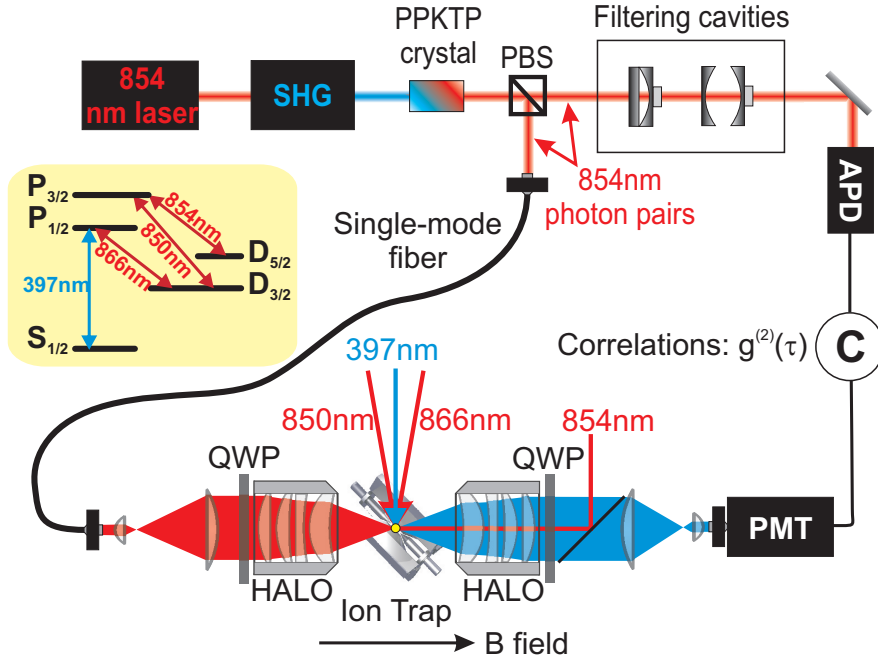 PPKTP
crystal
PBS
Filtering cavities
854
nm laser
SHG
854nm
photon pairs
APD
Single-mode
fiber
P3/2
P1/2
854nm
850nm
866nm
397nm
D5/2
D3/2
S1/2
Correlations: g(2)(τ)
C
397nm
850nm
866nm
854nm
QWP
QWP
HALO
HALO
PMT
Ion Trap
B field